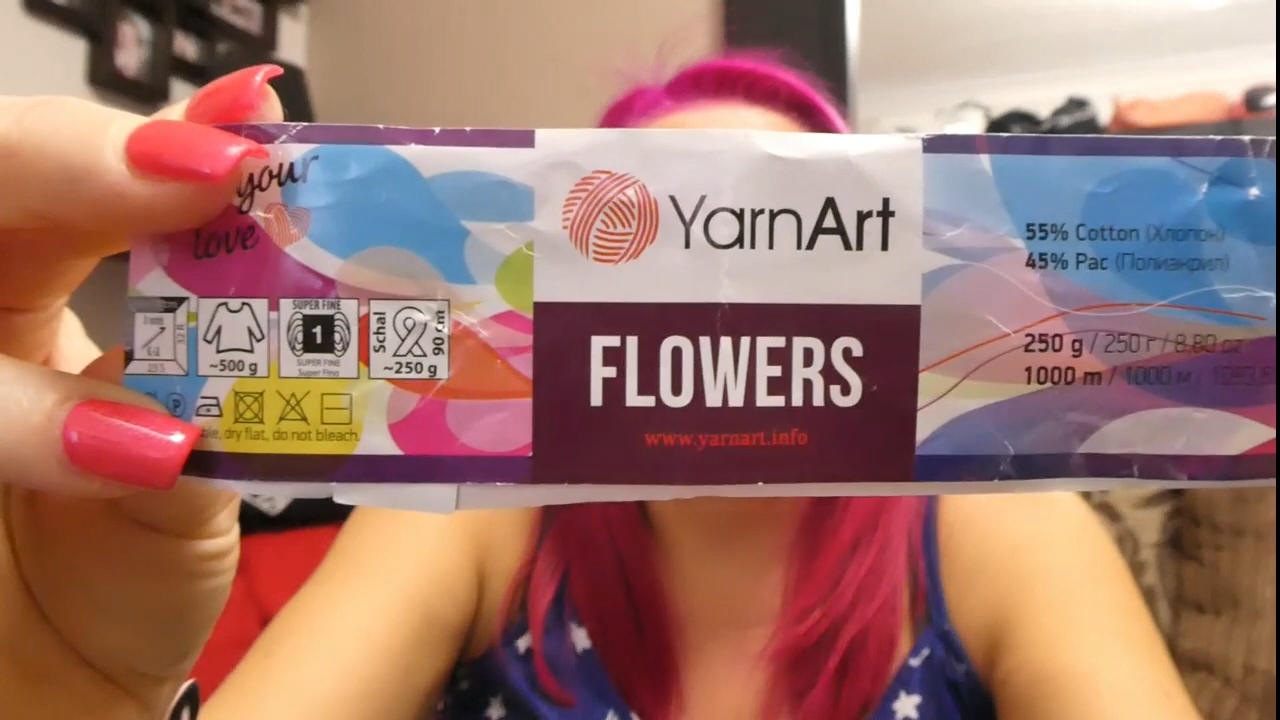 your
love
SUPER FINE
1
SUPER FINE
Super Fino
~500 g
Schal
90 cm
~250 g
P
dry flat, do not bleach.
YarnArt
FLOWERS
www.yarnart.info
55% Cotton (Хлопок)
45% Pac (Полиакрил)
250 g / 250 г / 8.80 oz
1000 m / 1000 м /